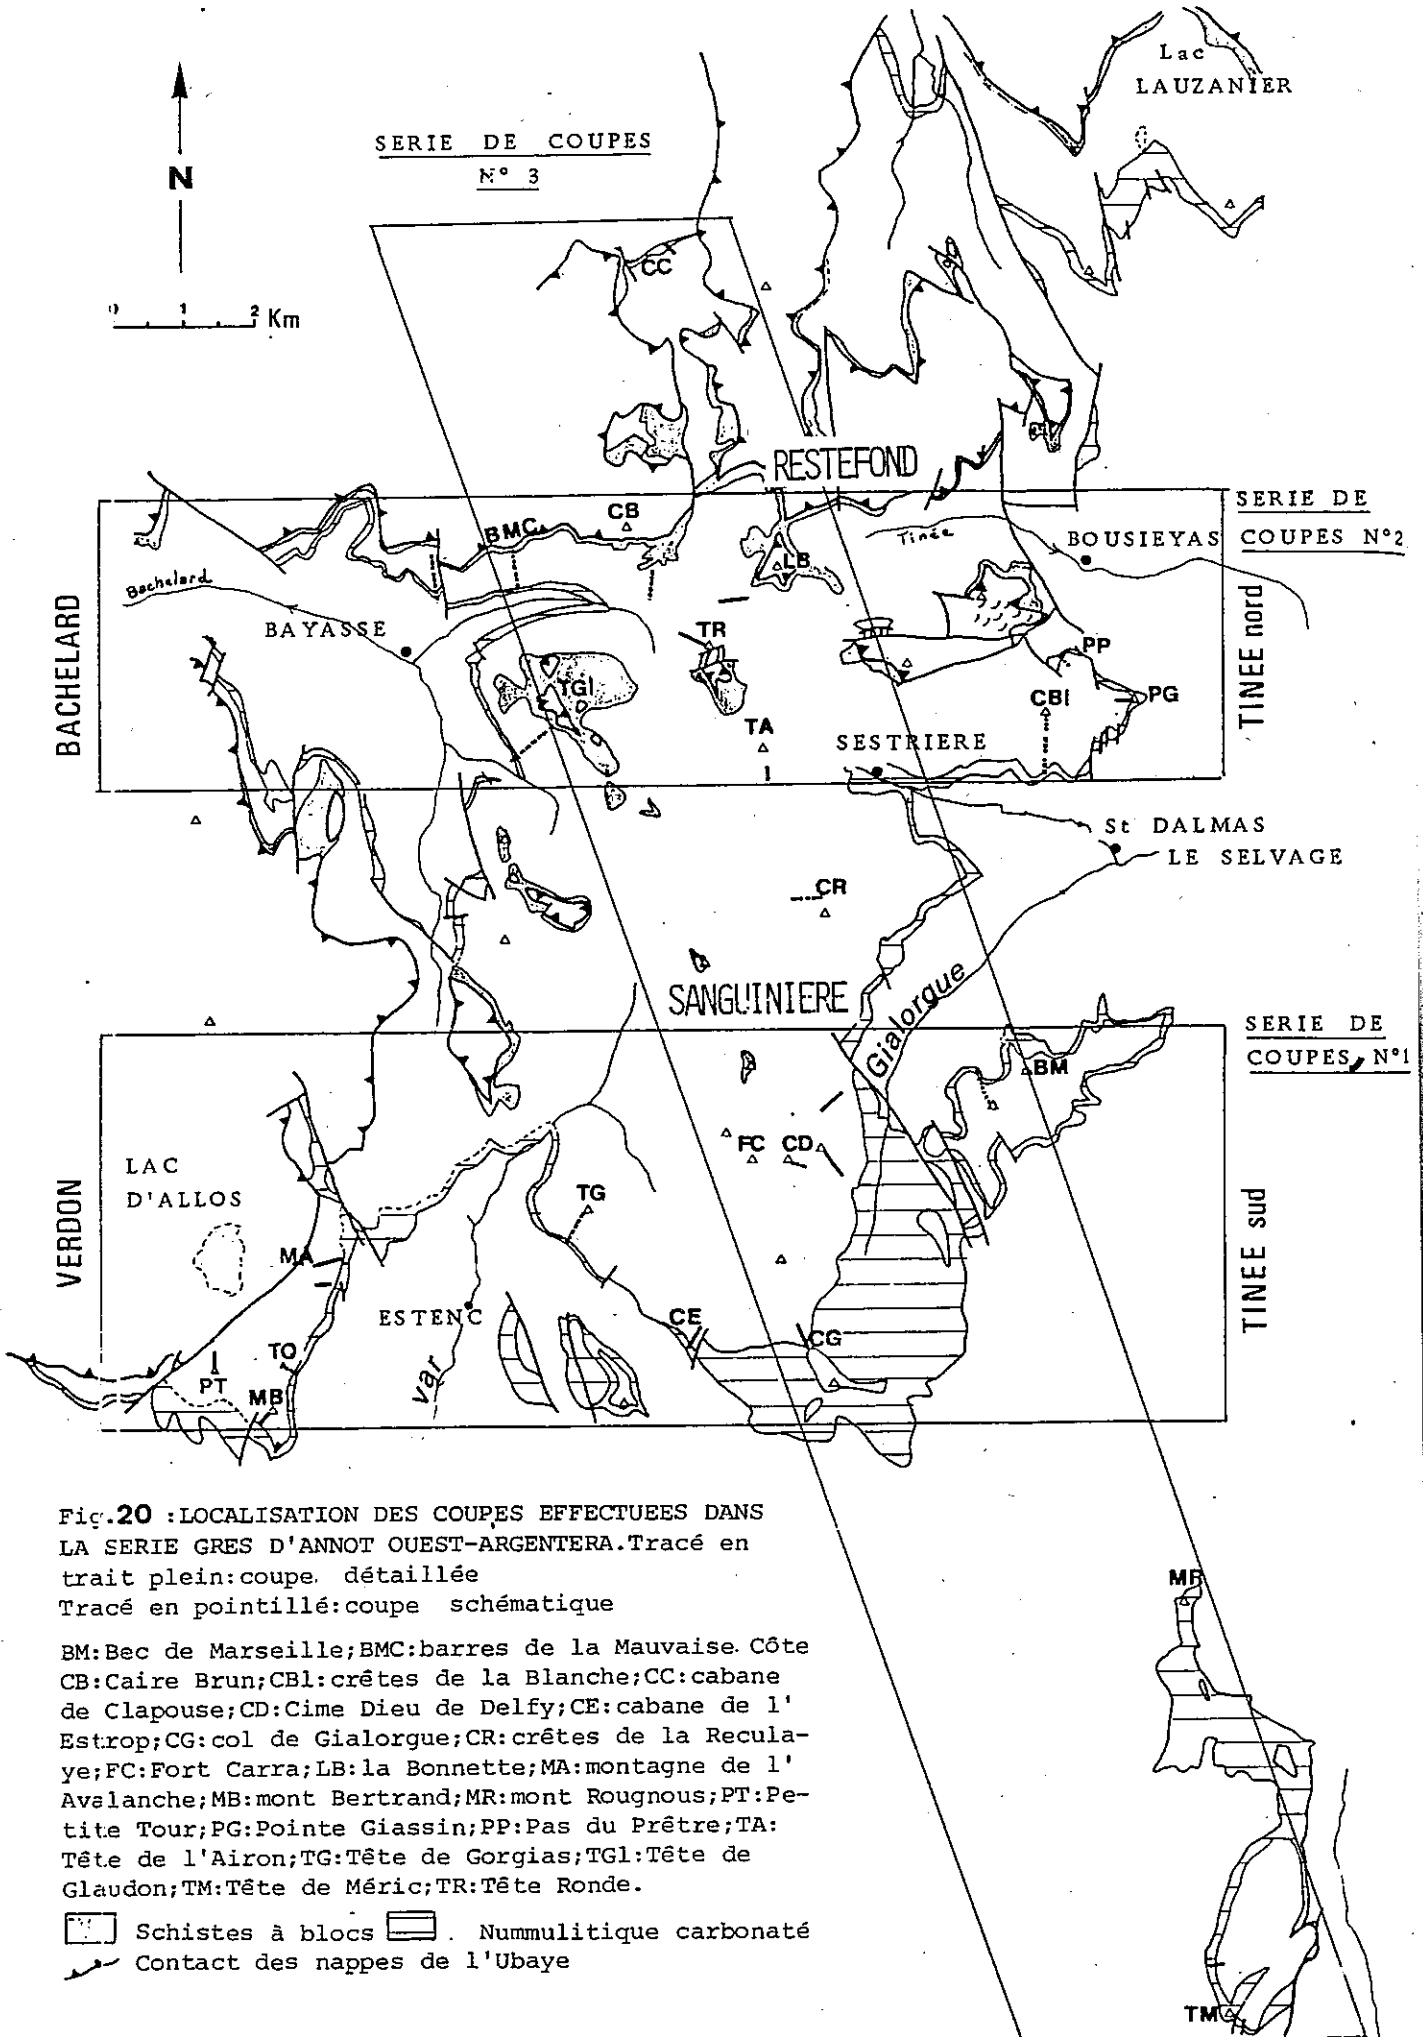 Lac
LAUZANIER
SERIE DE COUPES
N° 3
N
0 1 2 Km
CC
RESTEFOND
SERIE DE
COUPES N°2
CB
BMC
Tinée
BOUSIEYAS
LB
Bachelard
BAYASSE
BACHELARD
TINEE nord
TR
PP
TGl
CBl
PG
TA
SESTRIERE
St DALMAS
LE SELVAGE
CR
Gialorgue
SANGUINIERE
SERIE DE
COUPES N°1
BM
FC CD
LAC
D'ALLOS
VERDON
TINEE sud
TG
MA
ESTENC
CE
CG
TO
PT
MB
var
Fig.20 :LOCALISATION DES COUPES EFFECTUEES DANS
LA SERIE GRES D'ANNOT OUEST-ARGENTERA.Tracé en
trait plein:coupe. détaillée
Tracé en pointillé:coupe schématique
MR
BM:Bec de Marseille;BMC:barres de la Mauvaise Côte
CB:Caire Brun;CBl:crêtes de la Blanche;CC:cabane
de Clapouse;CD:Cime Dieu de Delfy;CE:cabane de l'
Estrop;CG:col de Gialorgue;CR:crêtes de la Recula-
ye;FC:Fort Carra;LB:la Bonnette;MA:montagne de l'
Avalanche;MB:mont Bertrand;MR:mont Rougnous;PT:Pe-
tite Tour;PG:Pointe Giassin;PP:Pas du Prêtre;TA:
Tête de l'Airon;TG:Tête de Gorgias;TGl:Tête de
Glaudon;TM:Tête de Méric;TR:Tête Ronde.
Schistes à blocs . Nummulitique carbonaté
Contact des nappes de l'Ubaye
TM